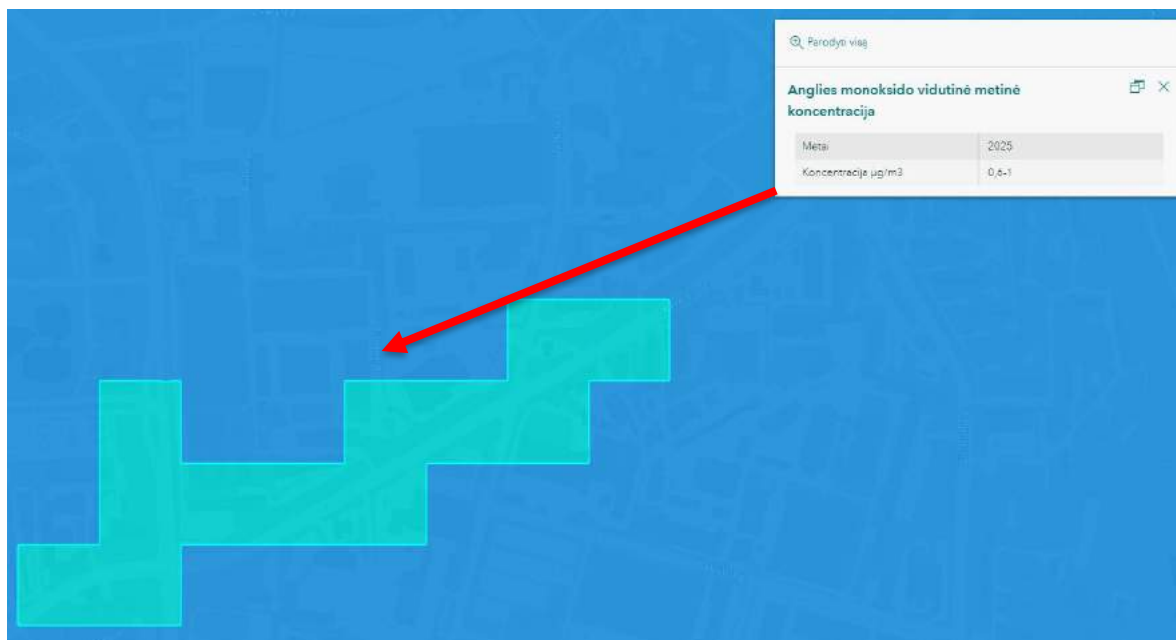 Parodyti visą
Anglies monoksido vidutinė metinė
koncentracija
Metai 2025
Koncentracija µg/m3 0,6-1